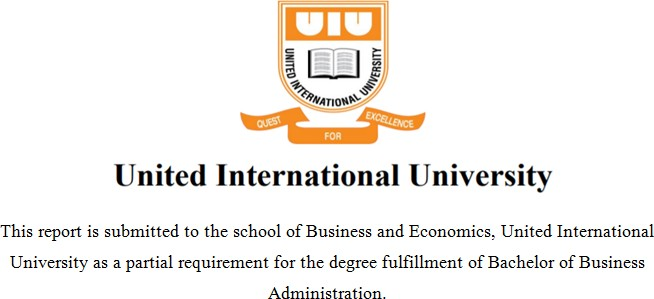 UIU
UNITED INTERNATIONAL UNIVERSITY
QUEST FOR EXCELLENCE
United International University
This report is submitted to the school of Business and Economics, United International
University as a partial requirement for the degree fulfillment of Bachelor of Business
Administration.